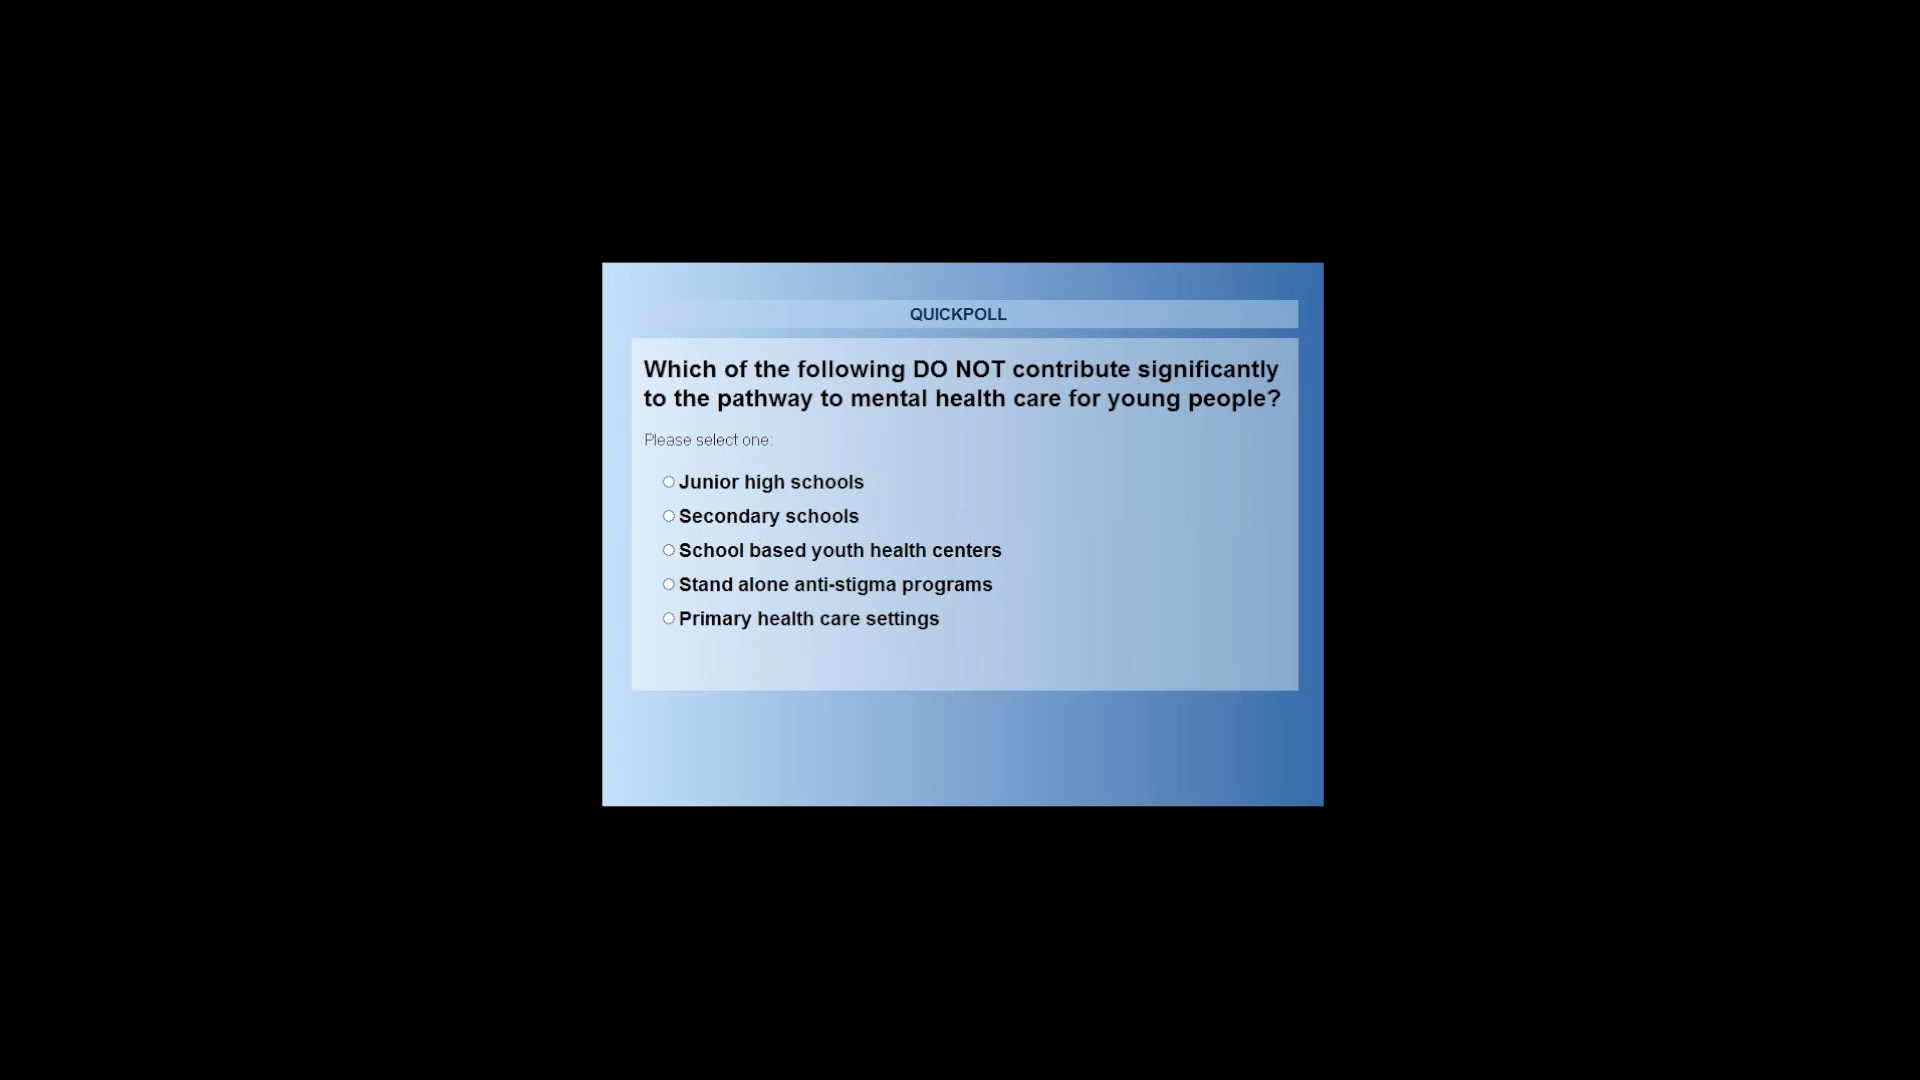 QUICKPOLL
Which of the following DO NOT contribute significantly
to the pathway to mental health care for young people?
Please select one:
Junior high schools
Secondary schools
School based youth health centers
Stand alone anti-stigma programs
Primary health care settings